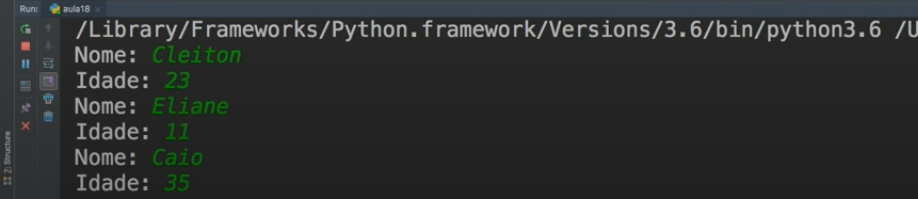 Run: aula18
/Library/Frameworks/Python.framework/Versions/3.6/bin/python3.6 /U
Nome: Cleiton
Idade: 23
Nome: Eliane
Idade: 11
Nome: Caio
Idade: 35
Z: Structure